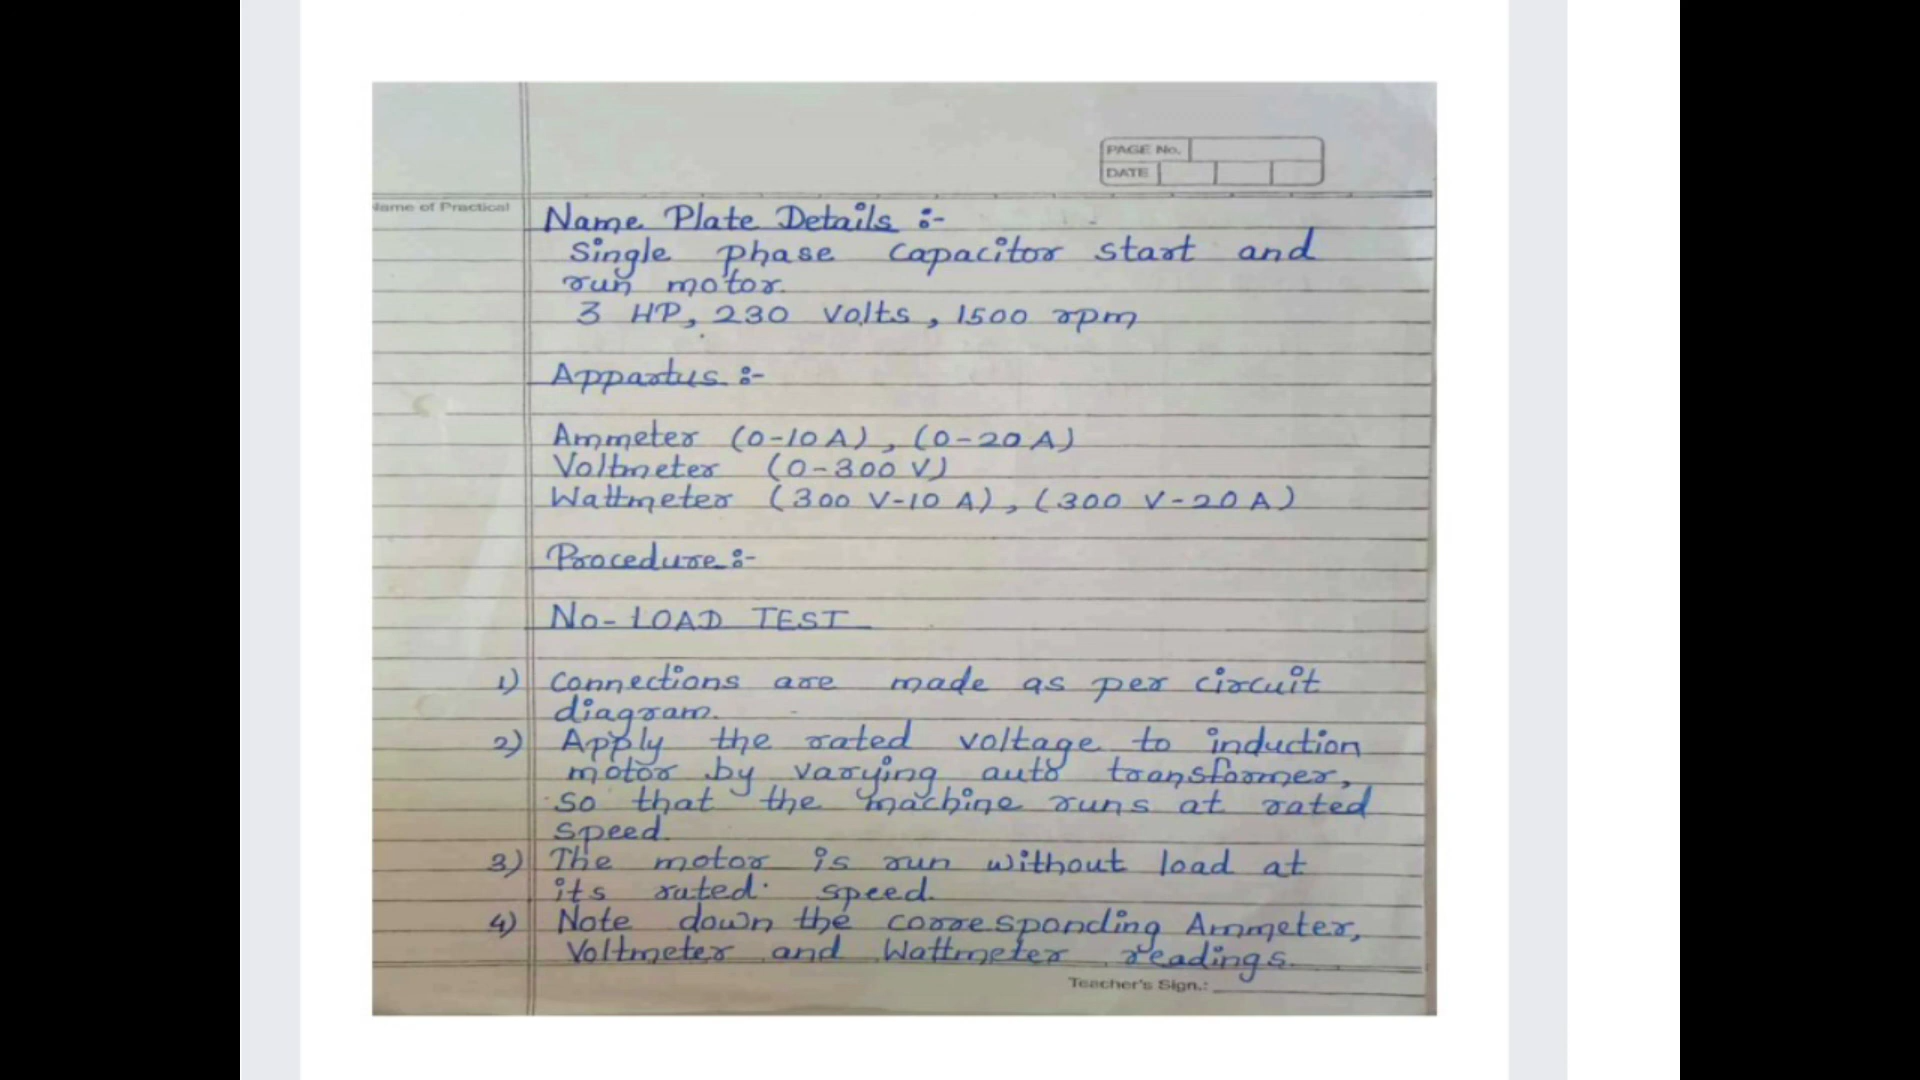 PAGE No.
DATE
Name of Practical
Name Plate Details :-
Single phase capacitor start and
run motor.
3 HP, 230 volts, 1500 rpm
Appartus :-
Ammeter (0-10A), (0-20A)
Voltmeter (0-300 V)
Wattmeter (300 V-10 A), (300 V-20A)
Procedure :-
No-LOAD TEST
1) Connections are made as per circuit
diagram.
2) Apply the rated voltage to induction
motor by varying auto transformer,
so that the machine runs at rated
speed.
3) The motor is run without load at
its rated speed.
4) Note down the corresponding Ammeter,
Voltmeter and Wattmeter readings.
Teacher's Sign.: